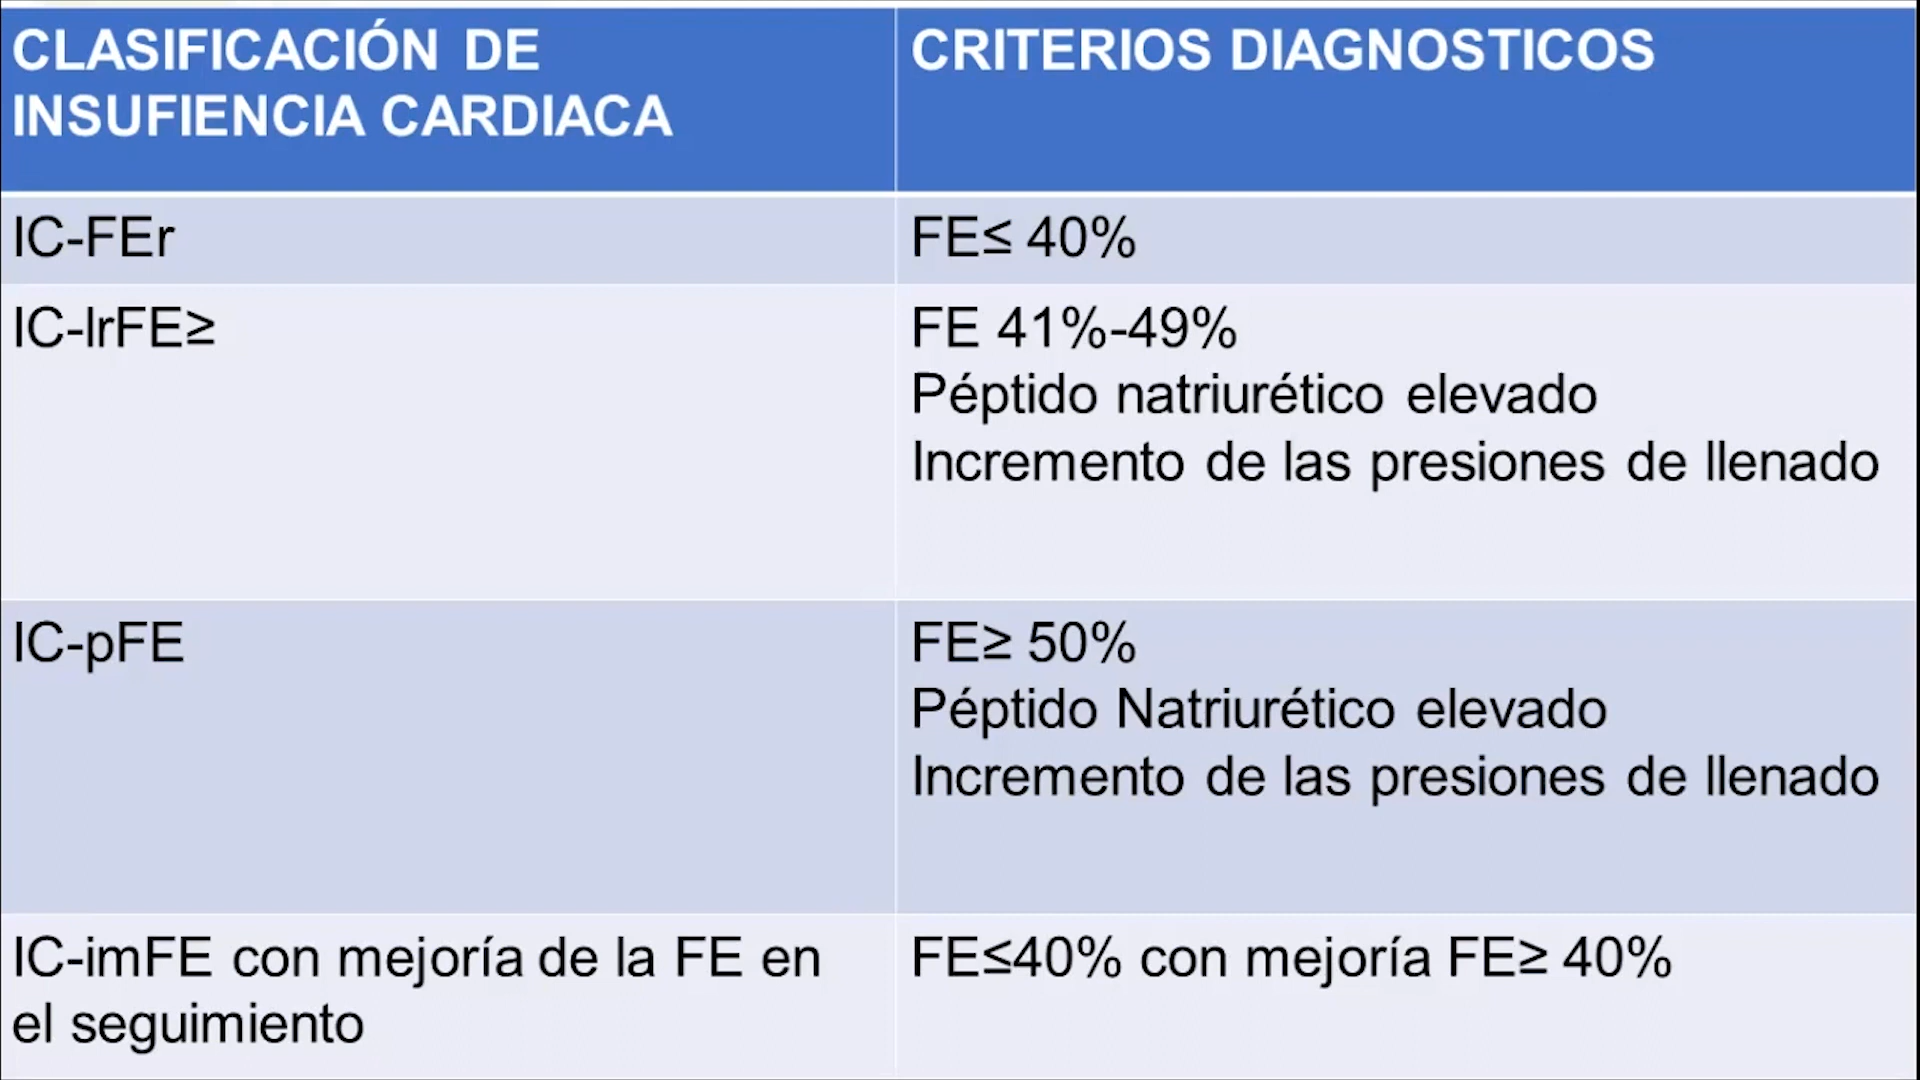 CLASIFICACIÓN DE
INSUFIENCIA CARDIACA
CRITERIOS DIAGNOSTICOS
IC-FEr
FE≤ 40%
IC-lrFE≥
FE 41%-49%
Péptido natriurético elevado
Incremento de las presiones de llenado
IC-pFE
FE≥ 50%
Péptido Natriurético elevado
Incremento de las presiones de llenado
IC-imFE con mejoría de la FE en
el seguimiento
FE≤40% con mejoría FE≥ 40%